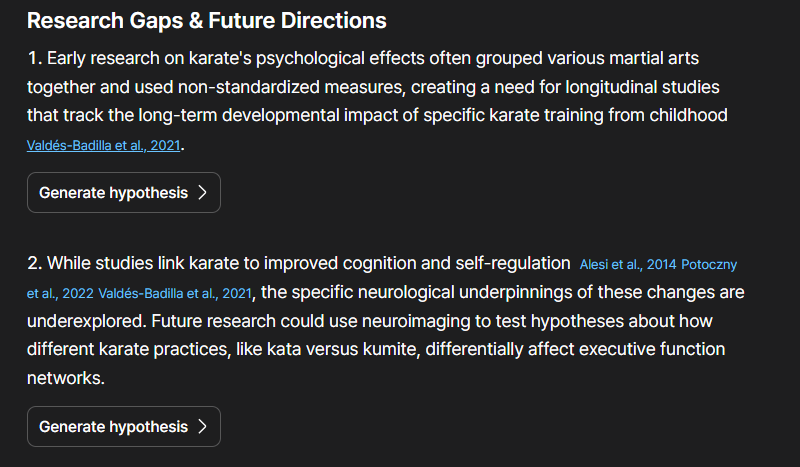 Research Gaps & Future Directions
1. Early research on karate's psychological effects often grouped various martial arts
together and used non-standardized measures, creating a need for longitudinal studies
that track the long-term developmental impact of specific karate training from childhood
Valdés-Badilla et al., 2021.
Generate hypothesis
2. While studies link karate to improved cognition and self-regulation Alesi et al., 2014 Potoczny
et al., 2022 Valdés-Badilla et al., 2021, the specific neurological underpinnings of these changes are
underexplored. Future research could use neuroimaging to test hypotheses about how
different karate practices, like kata versus kumite, differentially affect executive function
networks.
Generate hypothesis